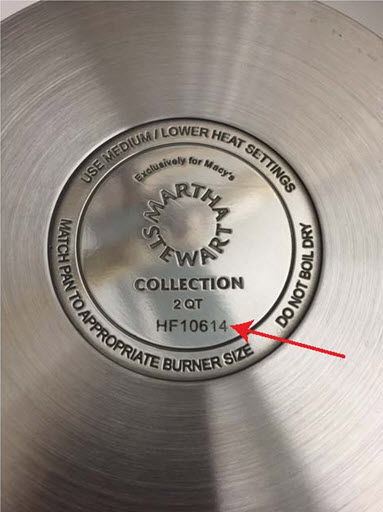 USE MEDIUM / LOWER HEAT SETTINGS
Exclusively for Macy's
MARTHA
STEWART
COLLECTION
2 QT
HF10614
MATCH PAN TO APPROPRIATE BURNER SIZE
DO NOT BOIL DRY